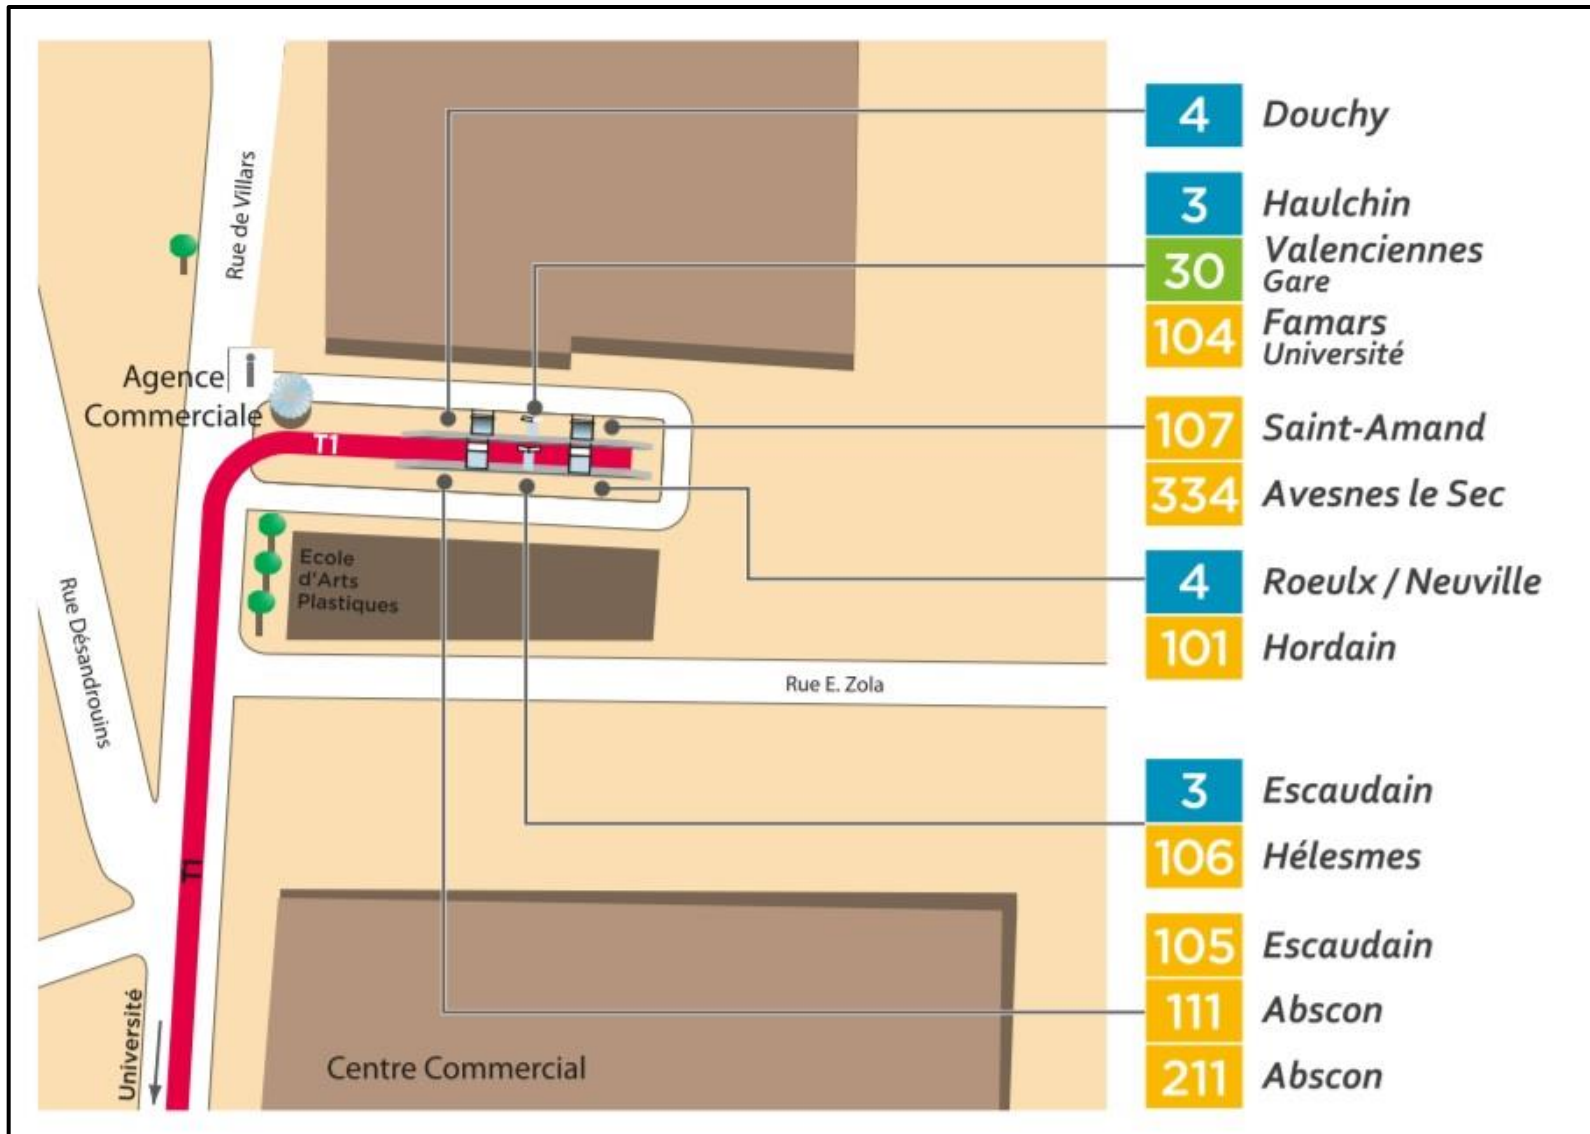 4 Douchy
3 Haulchin
30 Valenciennes
Gare
104 Famars
Université
107 Saint-Amand
334 Avesnes le Sec
4 Roeulx / Neuville
101 Hordain
3 Escaudain
106 Hélesmes
105 Escaudain
111 Abscon
211 Abscon
Rue de Villars
Agence i
Commerciale
T1
Ecole
d'Arts
Plastiques
Rue Désandrouins
Rue E. Zola
T1
Université
Centre Commercial